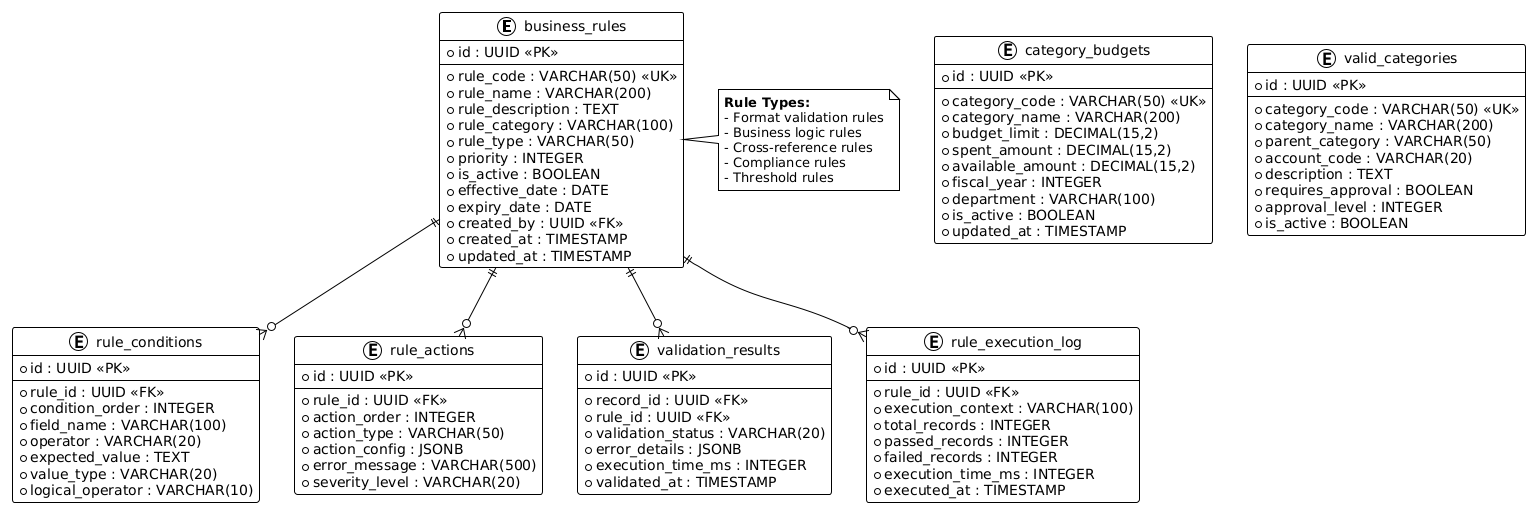 E business_rules
id : UUID «PK»
rule_code : VARCHAR(50) «UK»
rule_name : VARCHAR(200)
rule_description : TEXT
rule_category : VARCHAR(100)
rule_type : VARCHAR(50)
priority : INTEGER
is_active : BOOLEAN
effective_date : DATE
expiry_date : DATE
created_by : UUID «FK»
created_at : TIMESTAMP
updated_at : TIMESTAMP
Rule Types:
- Format validation rules
- Business logic rules
- Cross-reference rules
- Compliance rules
- Threshold rules
E category_budgets
id : UUID «PK»
category_code : VARCHAR(50) «UK»
category_name : VARCHAR(200)
budget_limit : DECIMAL(15,2)
spent_amount : DECIMAL(15,2)
available_amount : DECIMAL(15,2)
fiscal_year : INTEGER
department : VARCHAR(100)
is_active : BOOLEAN
updated_at : TIMESTAMP
E valid_categories
id : UUID «PK»
category_code : VARCHAR(50) «UK»
category_name : VARCHAR(200)
parent_category : VARCHAR(50)
account_code : VARCHAR(20)
description : TEXT
requires_approval : BOOLEAN
approval_level : INTEGER
is_active : BOOLEAN
E rule_conditions
id : UUID «PK»
rule_id : UUID «FK»
condition_order : INTEGER
field_name : VARCHAR(100)
operator : VARCHAR(20)
expected_value : TEXT
value_type : VARCHAR(20)
logical_operator : VARCHAR(10)
E rule_actions
id : UUID «PK»
rule_id : UUID «FK»
action_order : INTEGER
action_type : VARCHAR(50)
action_config : JSONB
error_message : VARCHAR(500)
severity_level : VARCHAR(20)
E validation_results
id : UUID «PK»
record_id : UUID «FK»
rule_id : UUID «FK»
validation_status : VARCHAR(20)
error_details : JSONB
execution_time_ms : INTEGER
validated_at : TIMESTAMP
E rule_execution_log
id : UUID «PK»
rule_id : UUID «FK»
execution_context : VARCHAR(100)
total_records : INTEGER
passed_records : INTEGER
failed_records : INTEGER
execution_time_ms : INTEGER
executed_at : TIMESTAMP